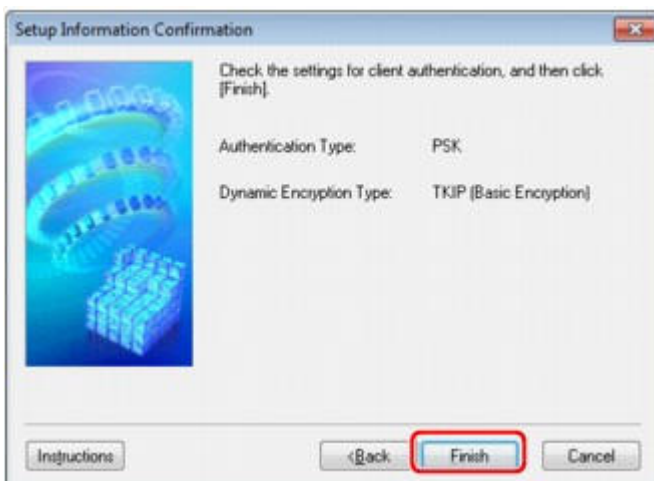 Setup Information Confirmation
Check the settings for client authentication, and then click
[Finish].
Authentication Type: PSK
Dynamic Encryption Type: TKIP (Basic Encryption)
Instructions <Back Finish Cancel